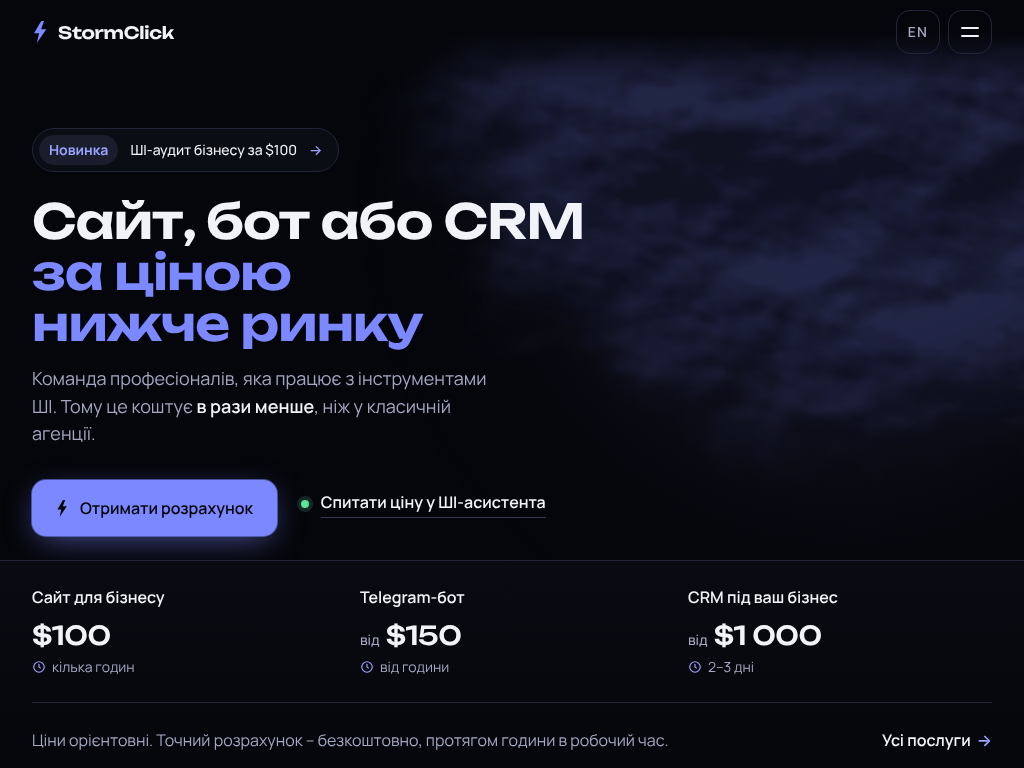 StormClick
EN
Новинка ШІ-аудит бізнесу за $100 →
Сайт, бот або CRM
за ціною
нижче ринку
Команда професіоналів, яка працює з інструментами
ШІ. Тому це коштує в рази менше, ніж у класичній
агенції.
Отримати розрахунок
Спитати ціну у ШІ-асистента
Сайт для бізнесу
$100
кілька годин
Telegram-бот
від $150
від години
CRM під ваш бізнес
від $1 000
2–3 дні
Ціни орієнтовні. Точний розрахунок – безкоштовно, протягом години в робочий час.
Усі послуги →